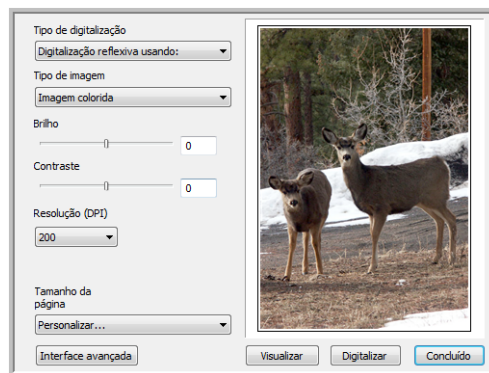 Tipo de digitalização
Digitalização reflexiva usando:
Tipo de imagem
Imagem colorida
Brilho
0
Contraste
0
Resolução (DPI)
200
Tamanho da
página
Personalizar...
Interface avançada
Visualizar
Digitalizar
Concluído